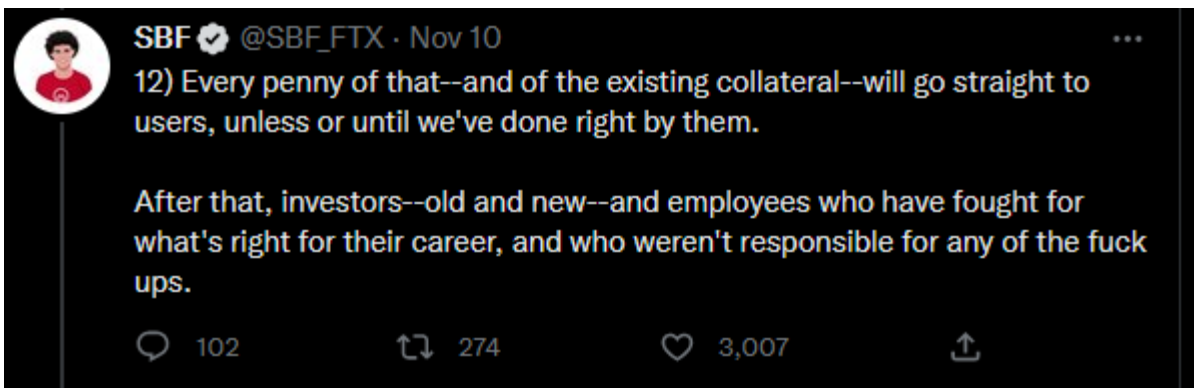 SBF @SBF_FTX · Nov 10
12) Every penny of that--and of the existing collateral--will go straight to
users, unless or until we've done right by them.
After that, investors--old and new--and employees who have fought for
what's right for their career, and who weren't responsible for any of the fuck
ups.
102 274 3,007